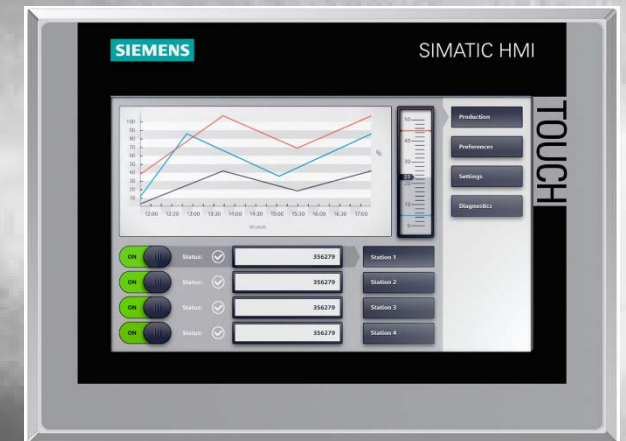 SIEMENS
SIMATIC HMI
TOUCH
100
90
80
70
60
50
40
30
20
10
%
12:00 12:30 13:00 13:30 14:00 14:30 15:00 15:30 16:00 16:30 17:00
50
40
30
23
20
10
0
Production
Preferences
Settings
Diagnostics
ON Status: 356279 Station 1
ON Status: 356279 Station 2
ON Status: 356279 Station 3
ON Status: 356279 Station 4